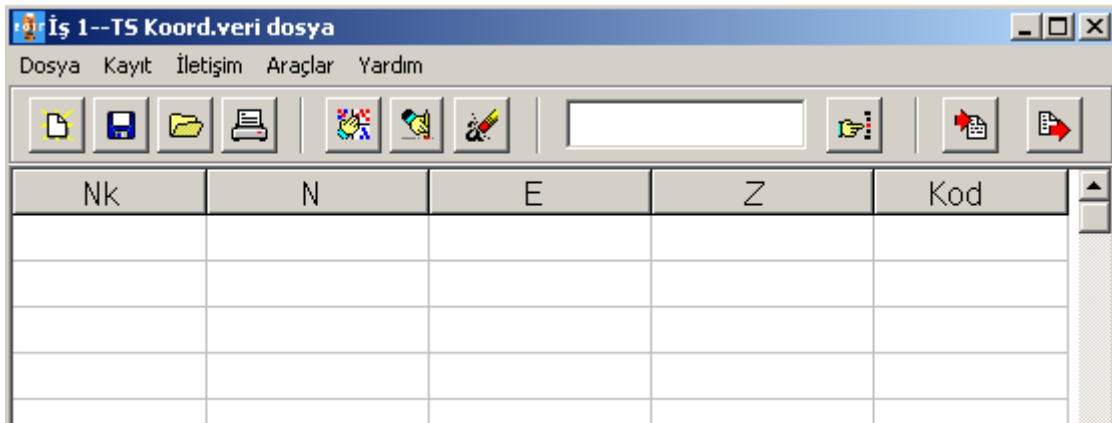 İş 1--TS Koord.veri dosya
Dosya Kayıt İletişim Araçlar Yardım
Nk N E Z Kod